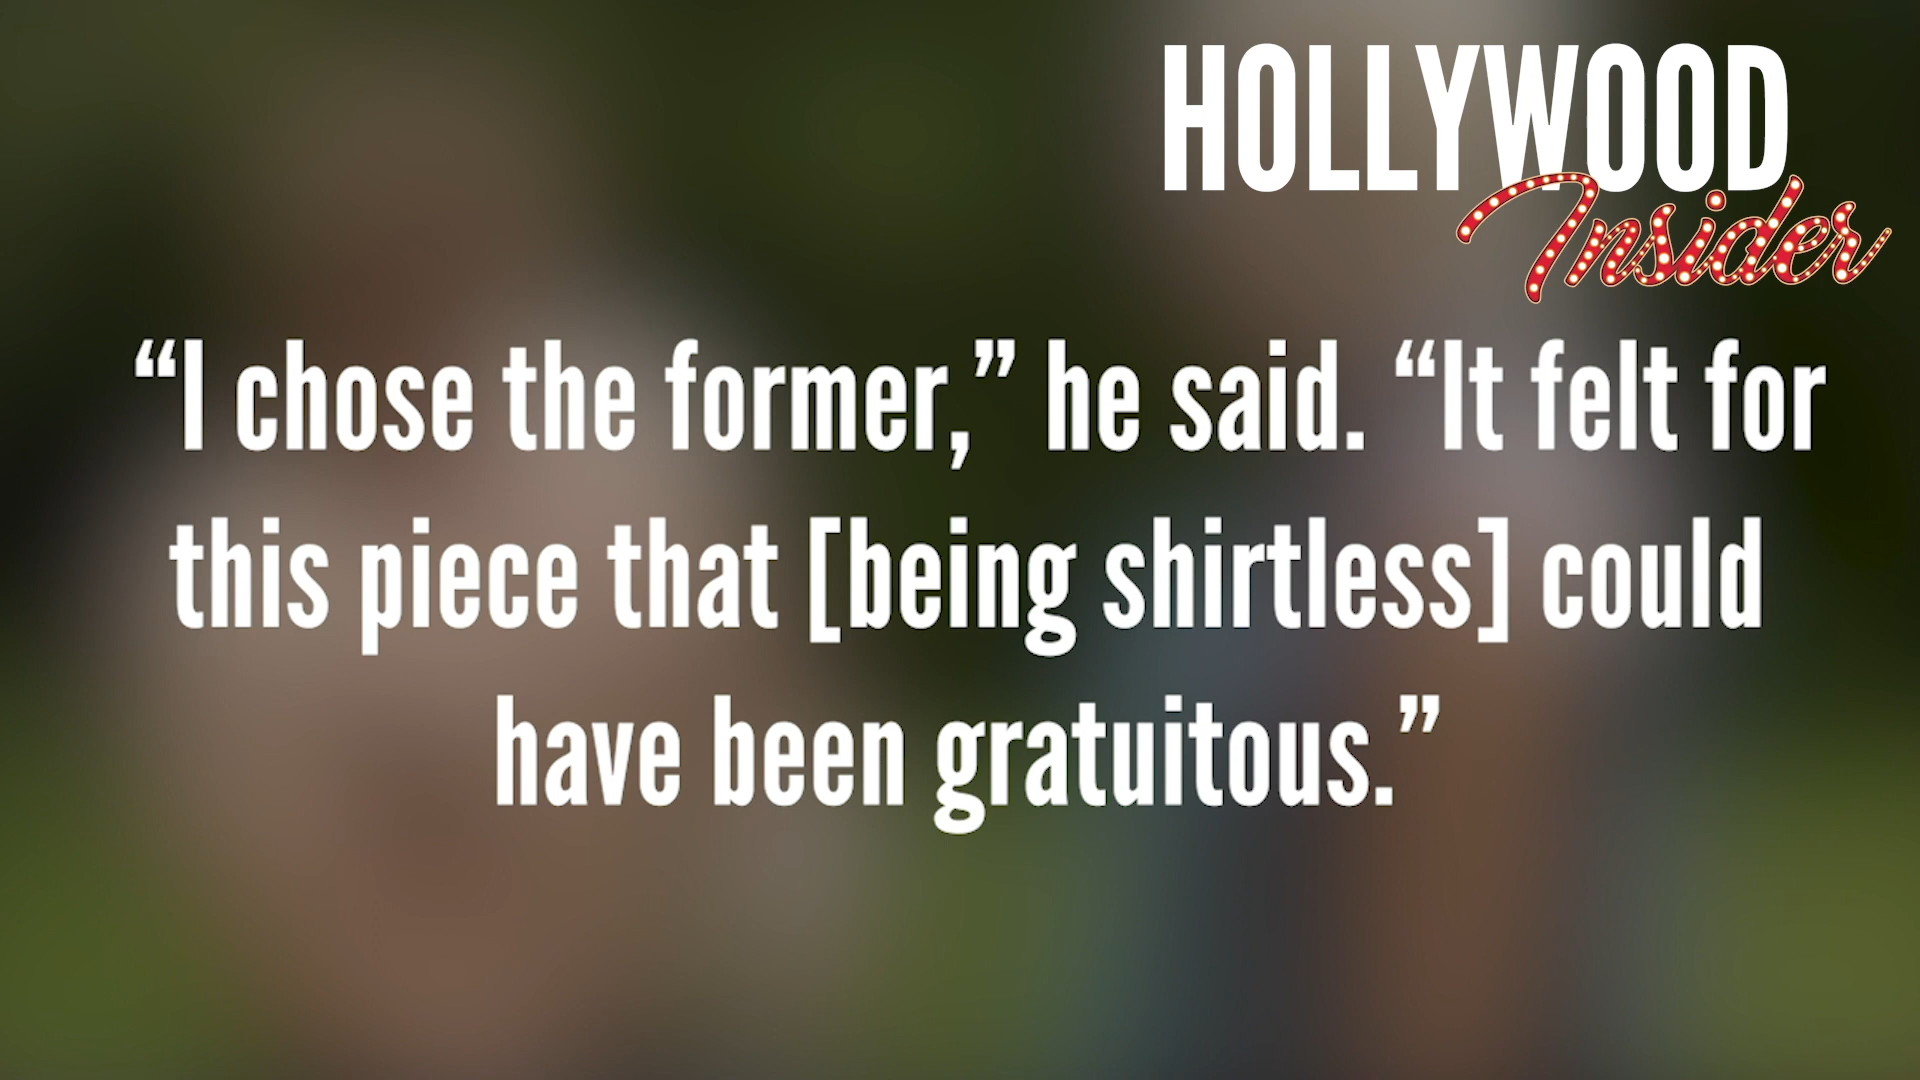 HOLLYWOOD
Insider
“I chose the former,” he said. “It felt for
this piece that [being shirtless] could
have been gratuitous.”